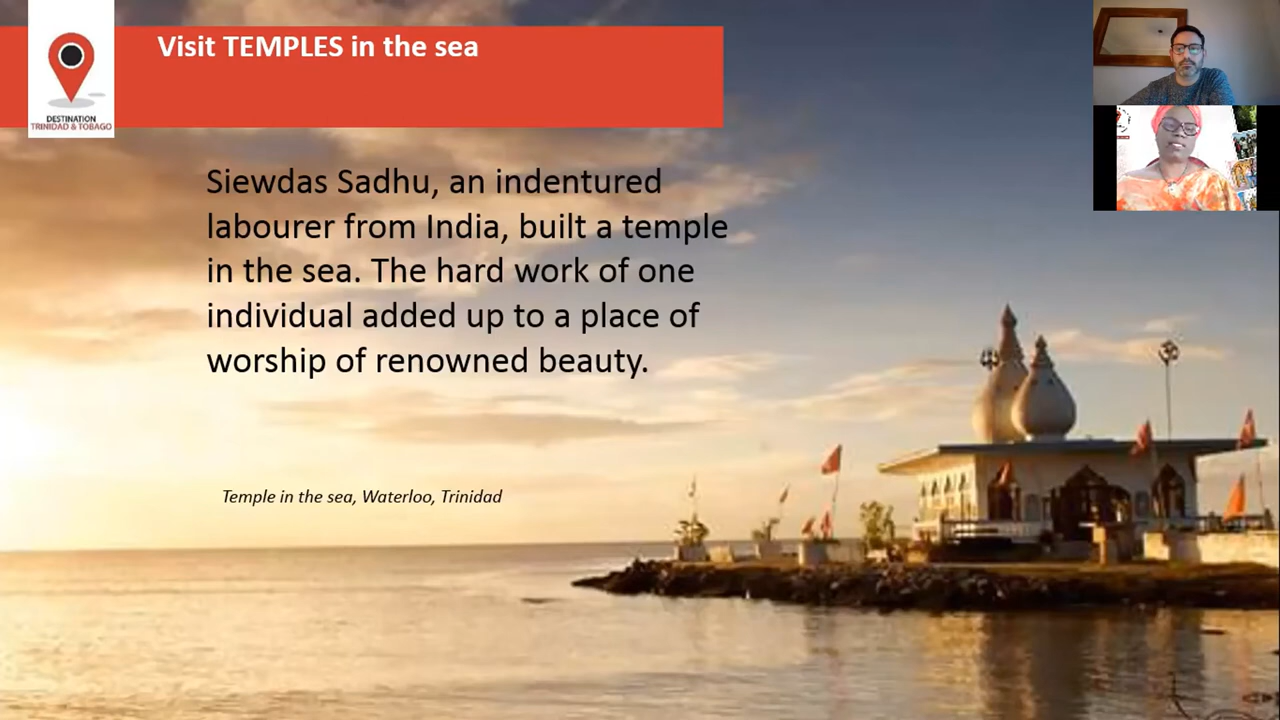 Visit TEMPLES in the sea
DESTINATION
TRINIDAD & TOBAGO
Siewdas Sadhu, an indentured
labourer from India, built a temple
in the sea. The hard work of one
individual added up to a place of
worship of renowned beauty.
Temple in the sea, Waterloo, Trinidad